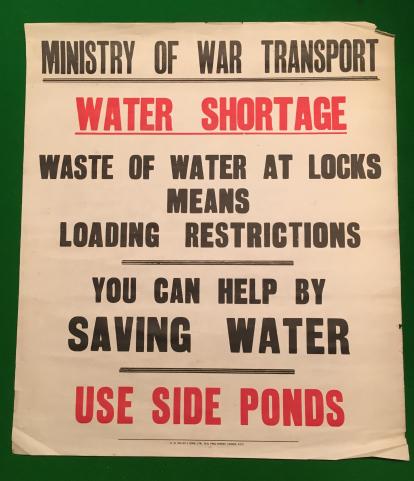 MINISTRY OF WAR TRANSPORT
WATER SHORTAGE
WASTE OF WATER AT LOCKS
MEANS
LOADING RESTRICTIONS
YOU CAN HELP BY
SAVING WATER
USE SIDE PONDS